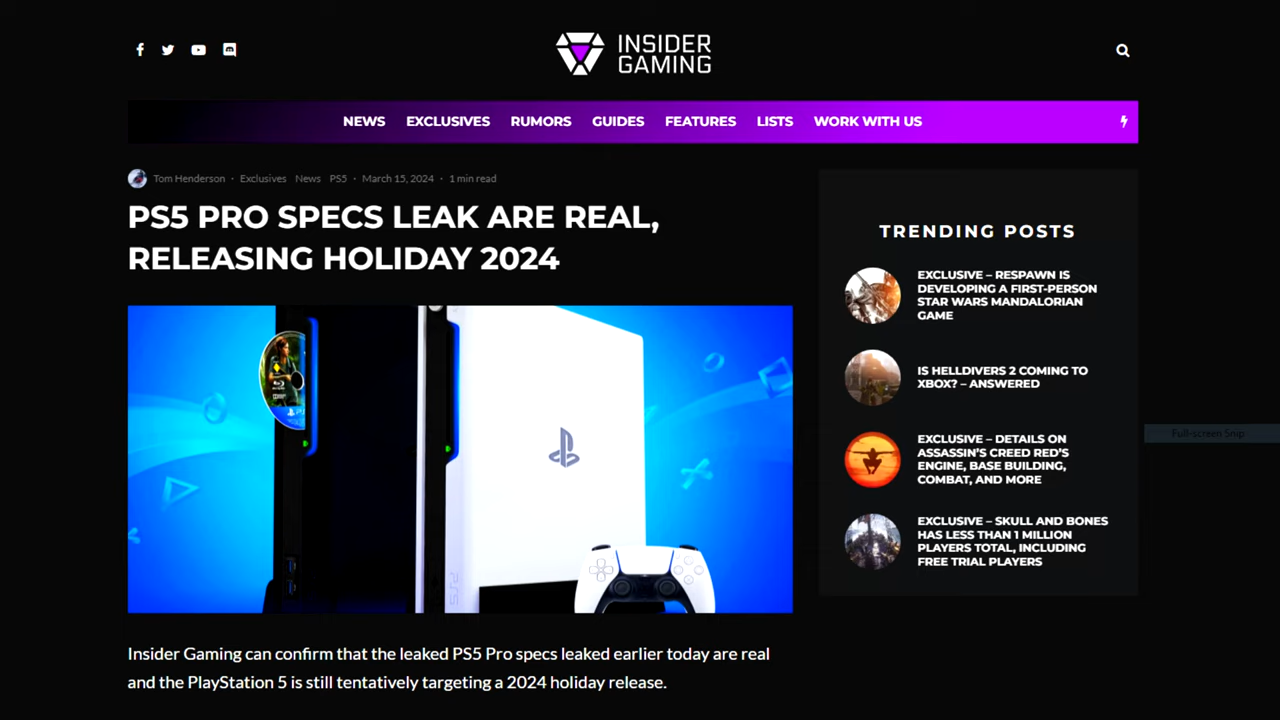 INSIDER
GAMING
NEWS EXCLUSIVES RUMORS GUIDES FEATURES LISTS WORK WITH US
Tom Henderson · Exclusives News PS5 · March 15, 2024 · 1 min read
PS5 PRO SPECS LEAK ARE REAL,
RELEASING HOLIDAY 2024
TRENDING POSTS
EXCLUSIVE – RESPAWN IS
DEVELOPING A FIRST-PERSON
STAR WARS MANDALORIAN
GAME
IS HELLDIVERS 2 COMING TO
XBOX? – ANSWERED
EXCLUSIVE – DETAILS ON
ASSASSIN'S CREED RED'S
ENGINE, BASE BUILDING,
COMBAT, AND MORE
EXCLUSIVE – SKULL AND BONES
HAS LESS THAN 1 MILLION
PLAYERS TOTAL, INCLUDING
FREE TRIAL PLAYERS
Full-screen Snip
PS5
Insider Gaming can confirm that the leaked PS5 Pro specs leaked earlier today are real
and the PlayStation 5 is still tentatively targeting a 2024 holiday release.